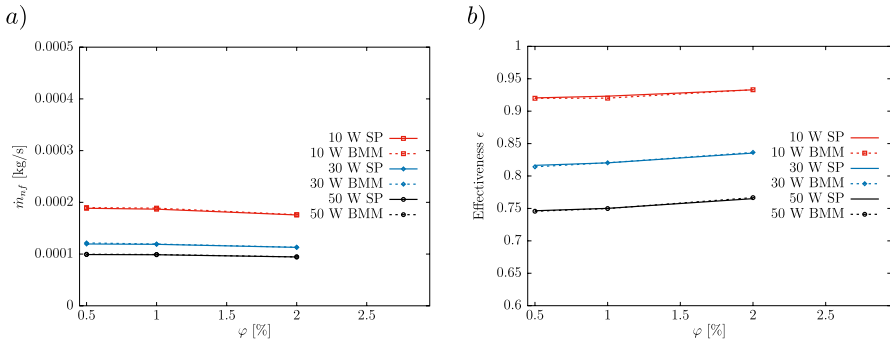 a)
0.0005
0.0004
0.0003
0.0002
0.0001
0
ṁnf [kg/s]
10 W SP
10 W BMM
30 W SP
30 W BMM
50 W SP
50 W BMM
0.5
1
1.5
2
2.5
φ [%]
b)
1
0.95
0.9
0.85
0.8
0.75
0.7
0.65
0.6
Effectiveness ϵ
10 W SP
10 W BMM
30 W SP
30 W BMM
50 W SP
50 W BMM
0.5
1
1.5
2
2.5
φ [%]